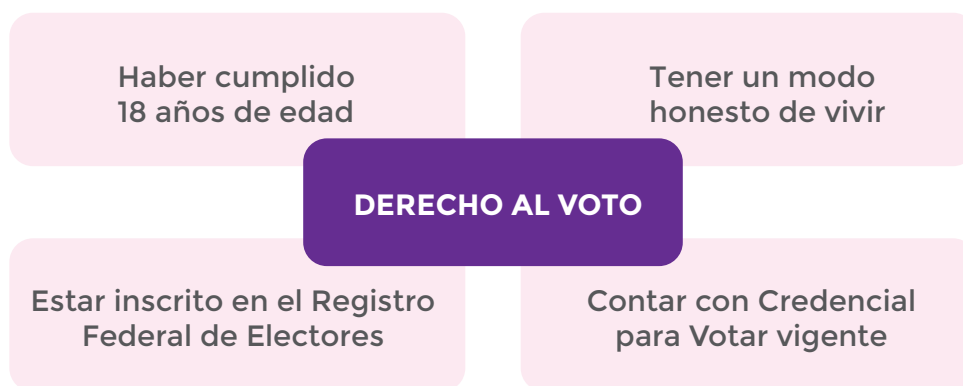 Haber cumplido
18 años de edad
Tener un modo
honesto de vivir
DERECHO AL VOTO
Estar inscrito en el Registro
Federal de Electores
Contar con Credencial
para Votar vigente